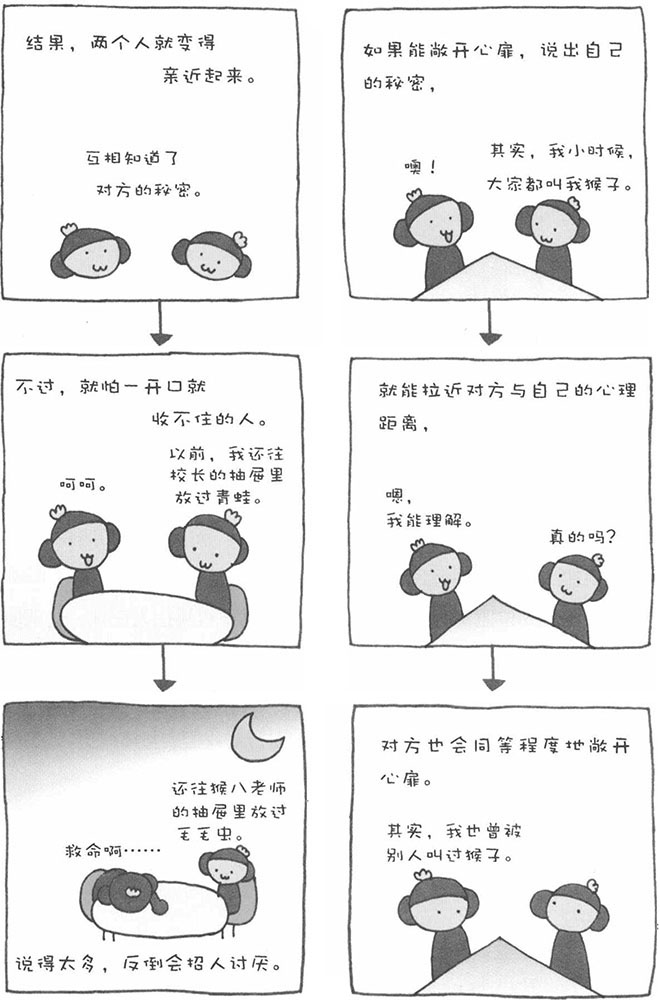 如果能敞开心扉，说出自己
的秘密，
其实，我小时候，
大家都叫我猴子。
噢！
就能拉近对方与自己的心理
距离，
嗯，
我能理解。
真的吗？
对方也会同等程度地敞开
心扉。
其实，我也曾被
别人叫过猴子。
结果，两个人就变得
亲近起来。
互相知道了
对方的秘密。
不过，就怕一开口就
收不住的人。
以前，我还往
校长的抽屉里
放过青蛙。
呵呵。
还往猴八老师
的抽屉里放过
毛毛虫。
救命啊……
说得太多，反倒会招人讨厌。